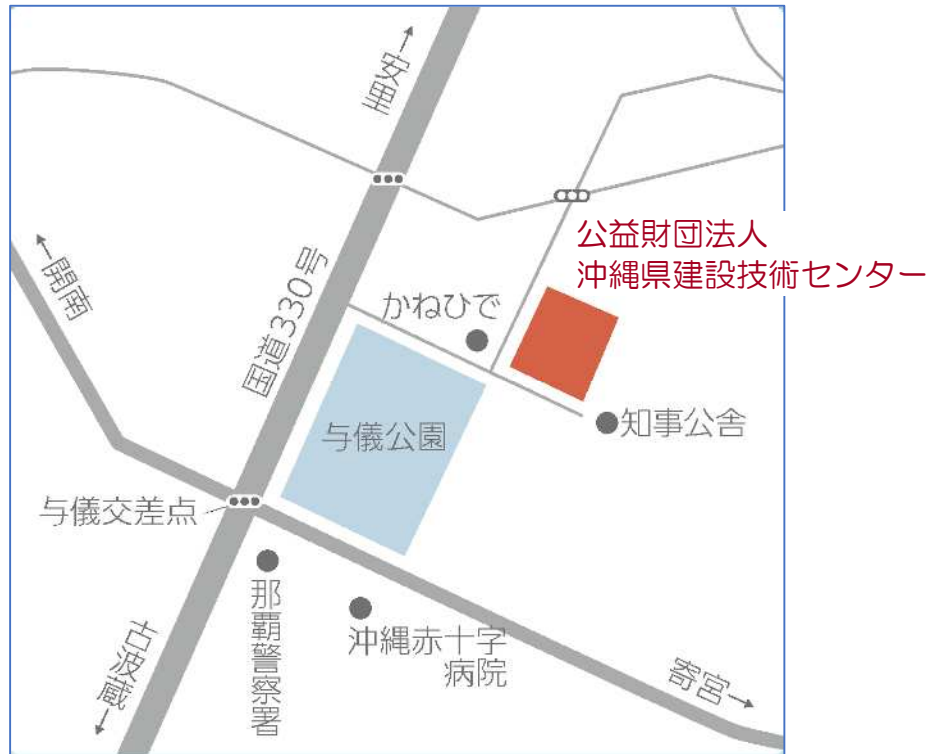 安里→
公益財団法人
沖縄県建設技術センター
←開南
国道330号
かねひで
与儀公園
知事公舎
与儀交差点
那覇警察署
沖縄赤十字
病院
←古波蔵
寄宮→